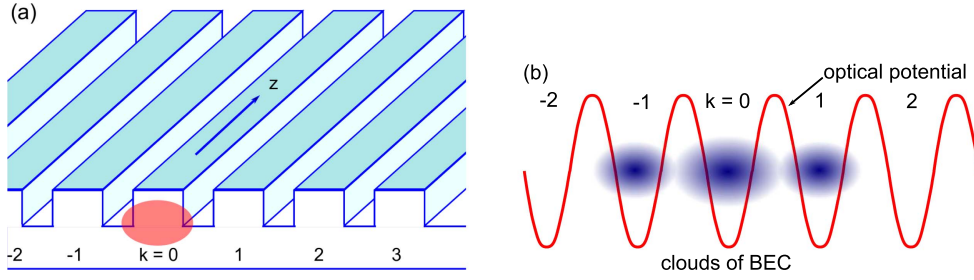 (a)
z
-2 -1 k = 0 1 2 3
(b)
optical potential
-2 -1 k = 0 1 2
clouds of BEC